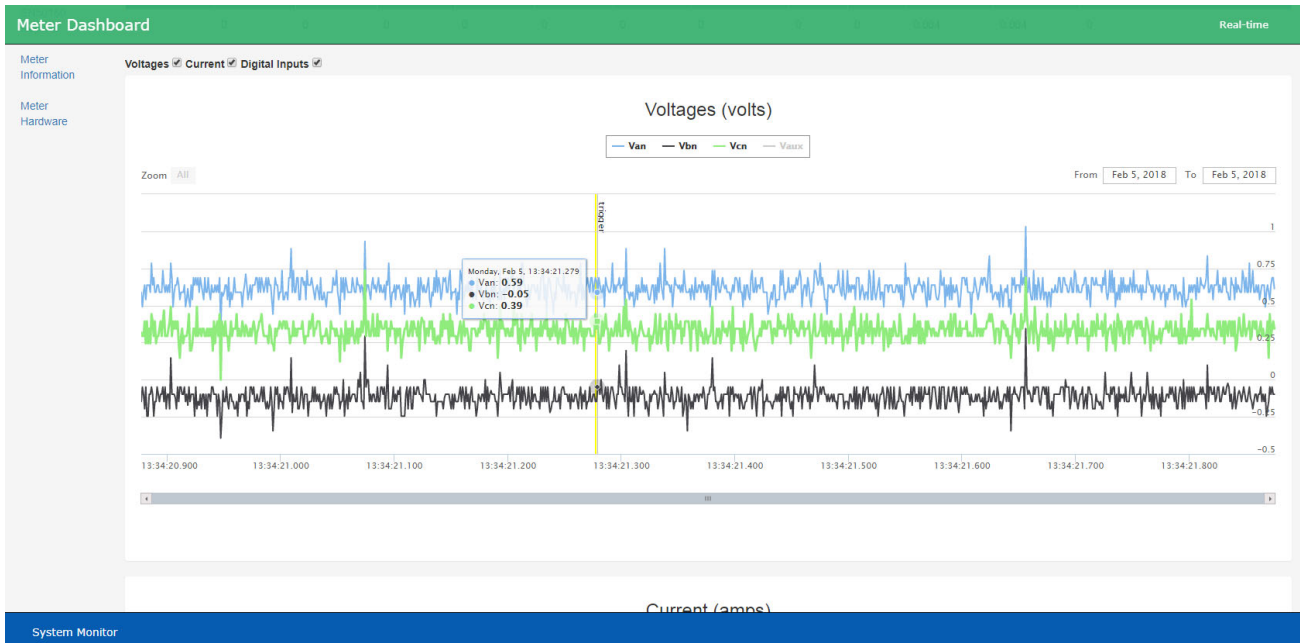 Meter Dashboard
Real-time
Meter
Information
Meter
Hardware
Voltages Current Digital Inputs
Voltages (volts)
Van Vbn Vcn Vaux
Zoom All
From Feb 5, 2018 To Feb 5, 2018
trigger
1
0.75
0.5
0.25
0
−0.25
−0.5
Monday, Feb 5, 13:34:21.279
Van: 0.59
Vbn: −0.05
Vcn: 0.39
13:34:20.900 13:34:21.000 13:34:21.100 13:34:21.200 13:34:21.300 13:34:21.400 13:34:21.500 13:34:21.600 13:34:21.700 13:34:21.800
Current (amps)
System Monitor